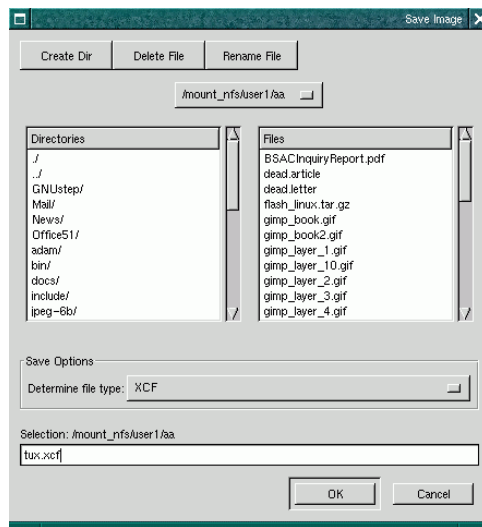 Save Image
Create Dir
Delete File
Rename File
/mount_nfs/user1/aa
Directories
./
../
GNUstep/
Mail/
News/
Office51/
adam/
bin/
docs/
include/
jpeg-6b/
Files
BSACInquiryReport.pdf
dead.article
dead.letter
flash_linux.tar.gz
gimp_book.gif
gimp_book2.gif
gimp_layer_1.gif
gimp_layer_10.gif
gimp_layer_2.gif
gimp_layer_3.gif
gimp_layer_4.gif
Save Options
Determine file type: XCF
Selection: /mount_nfs/user1/aa
tux.xcf
OK
Cancel